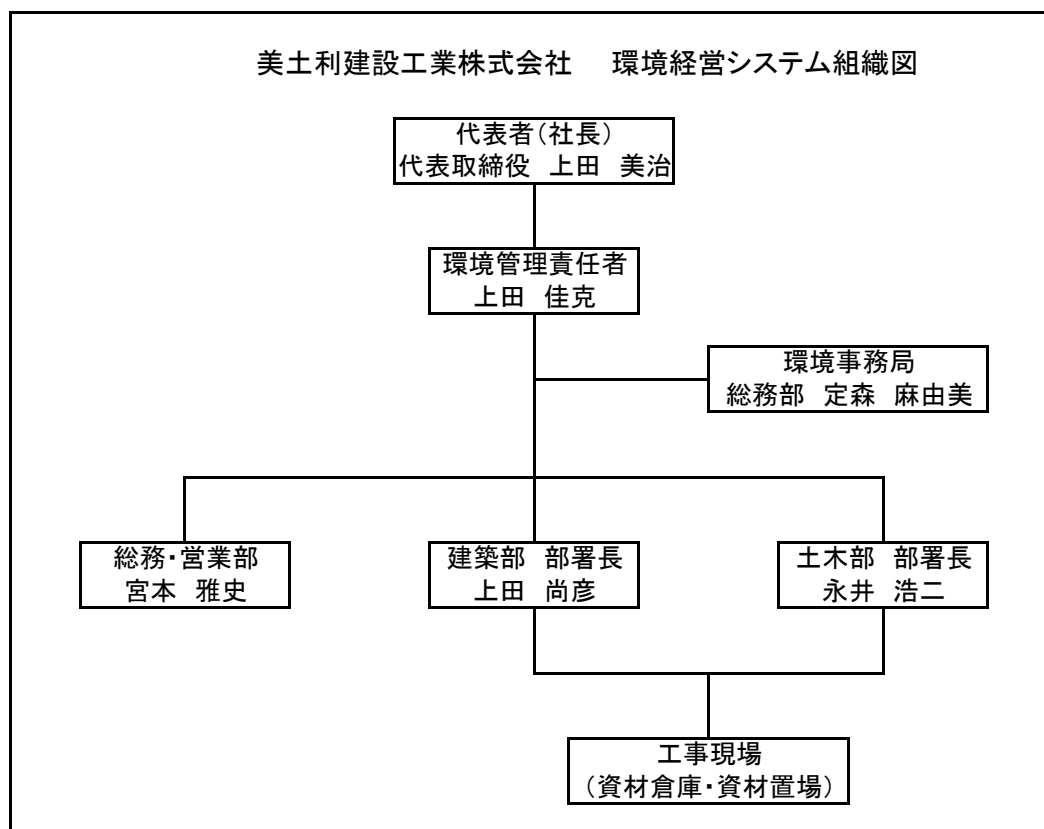 美土利建設工業株式会社　環境経営システム組織図
代表者(社長)
代表取締役　上田　美治
環境管理責任者
上田　佳克
環境事務局
総務部　定森　麻由美
総務・営業部
宮本　雅史
建築部　部署長
上田　尚彦
土木部　部署長
永井　浩二
工事現場
(資材倉庫・資材置場)